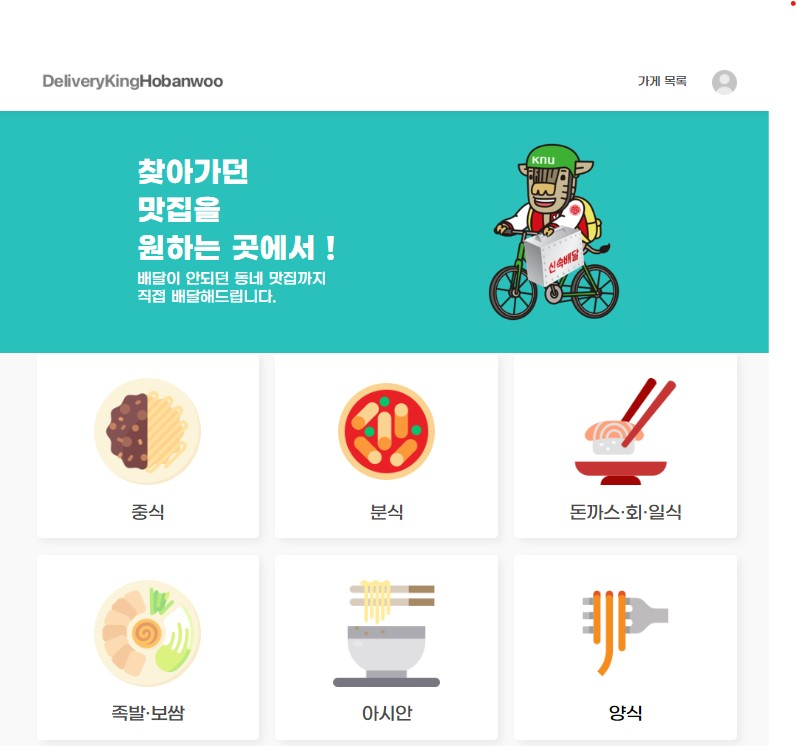 DeliveryKingHobanwoo
가게 목록
찾아가던
맛집을
원하는 곳에서 !
배달이 안되던 동네 맛집까지
직접 배달해드립니다.
KNU
신속배달
중식
분식
돈까스·회·일식
족발·보쌈
아시안
양식